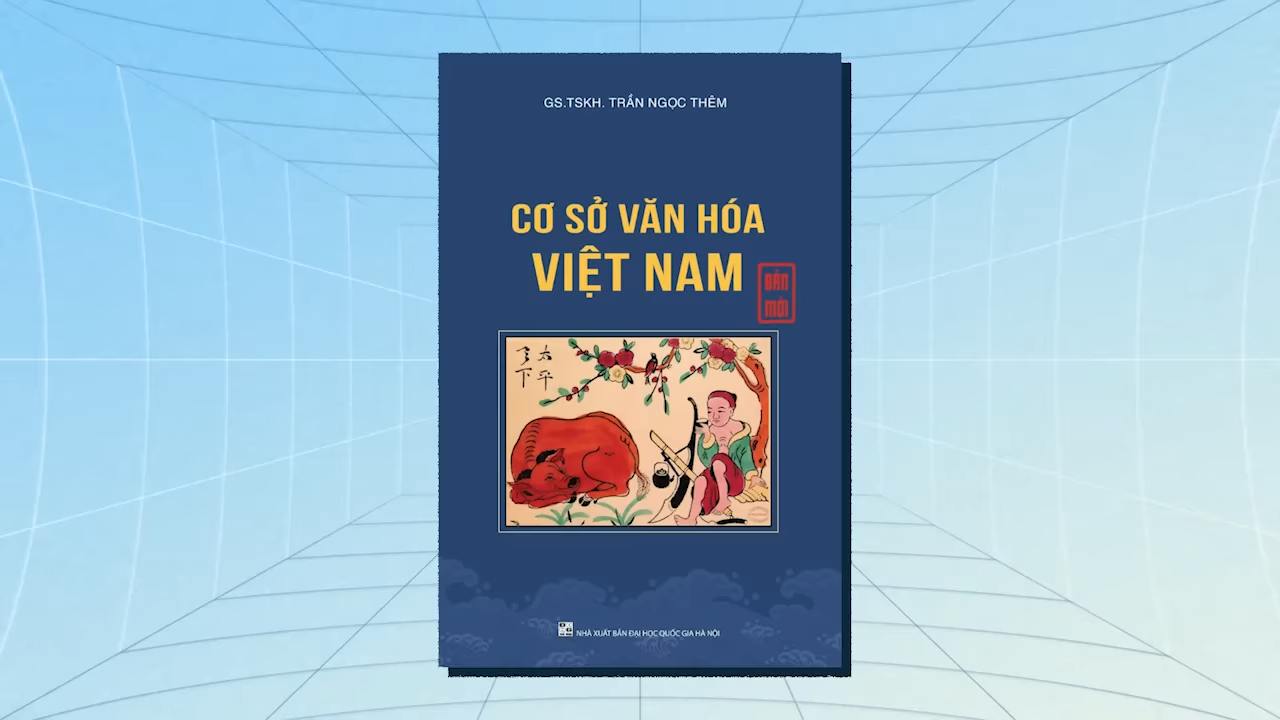 GS.TSKH. TRẦN NGỌC THÊM
CƠ SỞ VĂN HÓA
VIỆT NAM
BẢN
MỚI
太平
下
NHÀ XUẤT BẢN ĐẠI HỌC QUỐC GIA HÀ NỘI